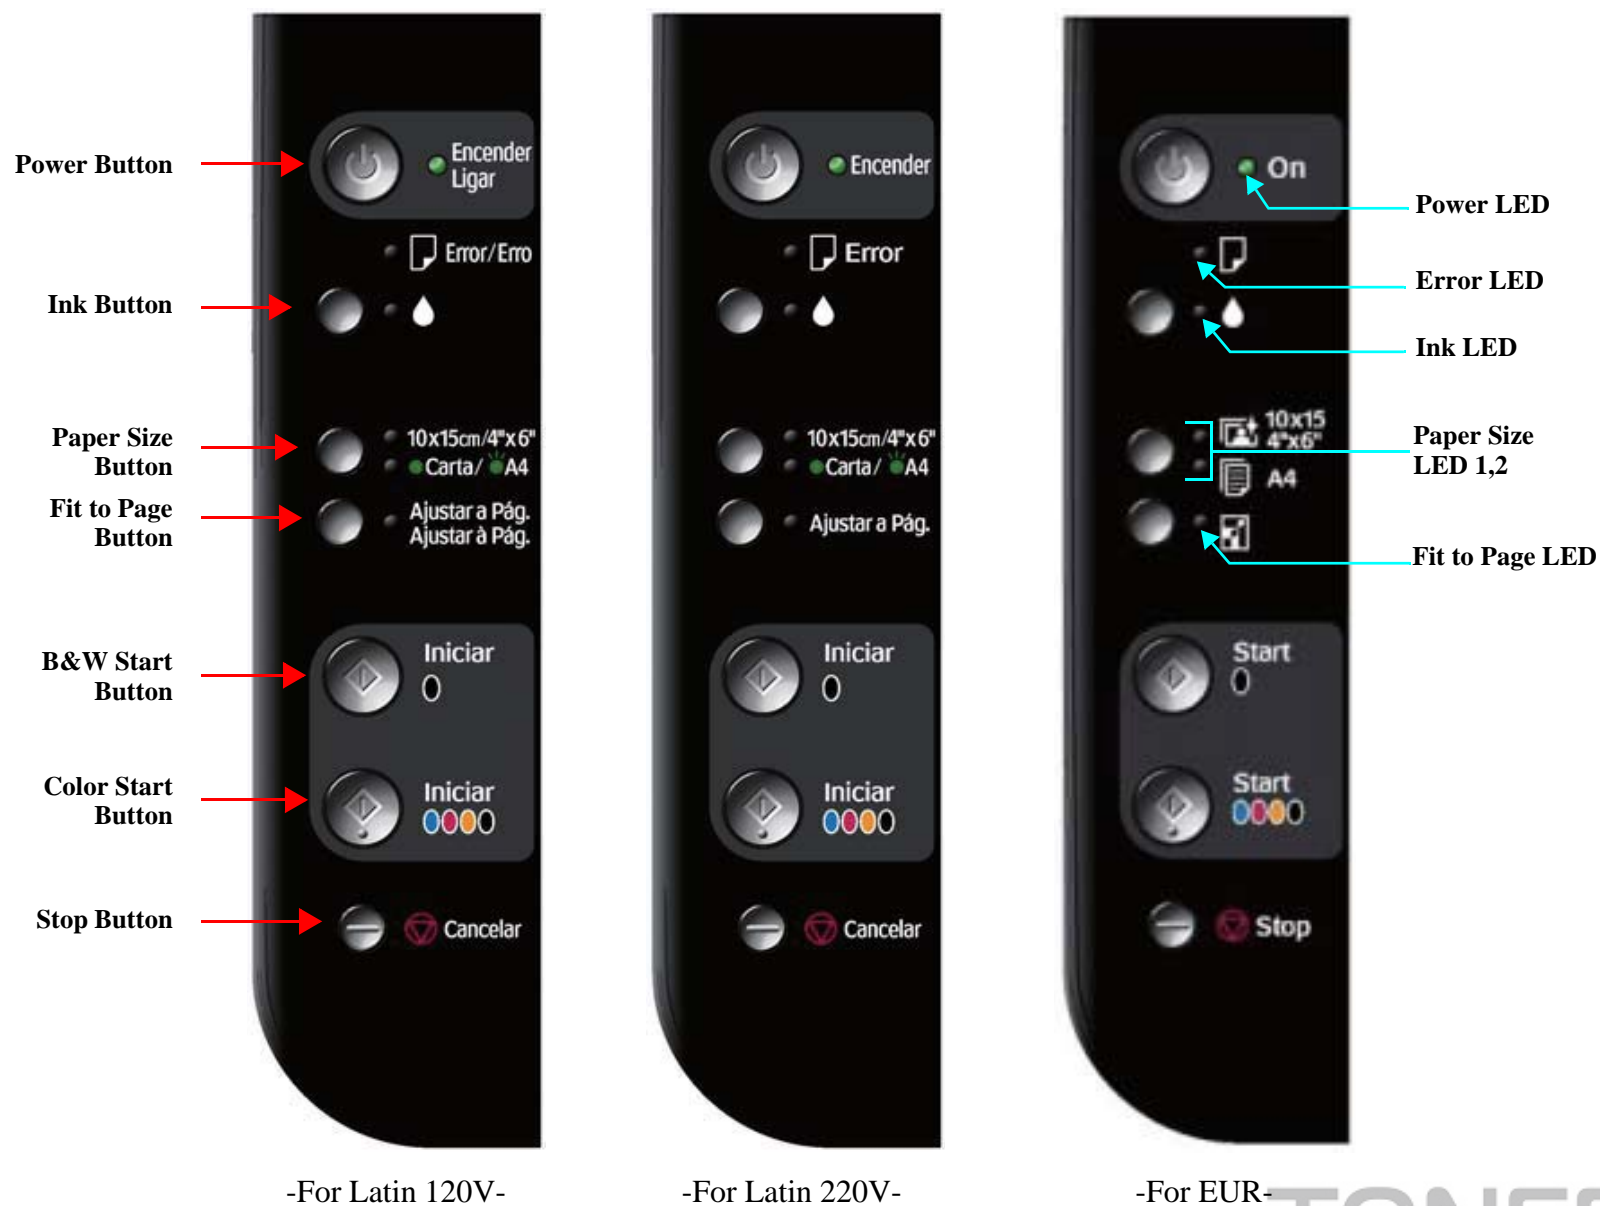 Power Button
Ink Button
Paper Size
Button
Fit to Page
Button
B&W Start
Button
Color Start
Button
Stop Button
Encender
Ligar
Error/Erro
10x15cm/4"x6"
Carta/ A4
Ajustar a Pág.
Ajustar à Pág.
Iniciar
Iniciar
Cancelar
-For Latin 120V-
Encender
Error
10x15cm/4"x6"
Carta/ A4
Ajustar a Pág.
Iniciar
Iniciar
Cancelar
-For Latin 220V-
On
10x15
4"x6"
A4
Start
Start
Stop
-For EUR-
Power LED
Error LED
Ink LED
Paper Size
LED 1,2
Fit to Page LED